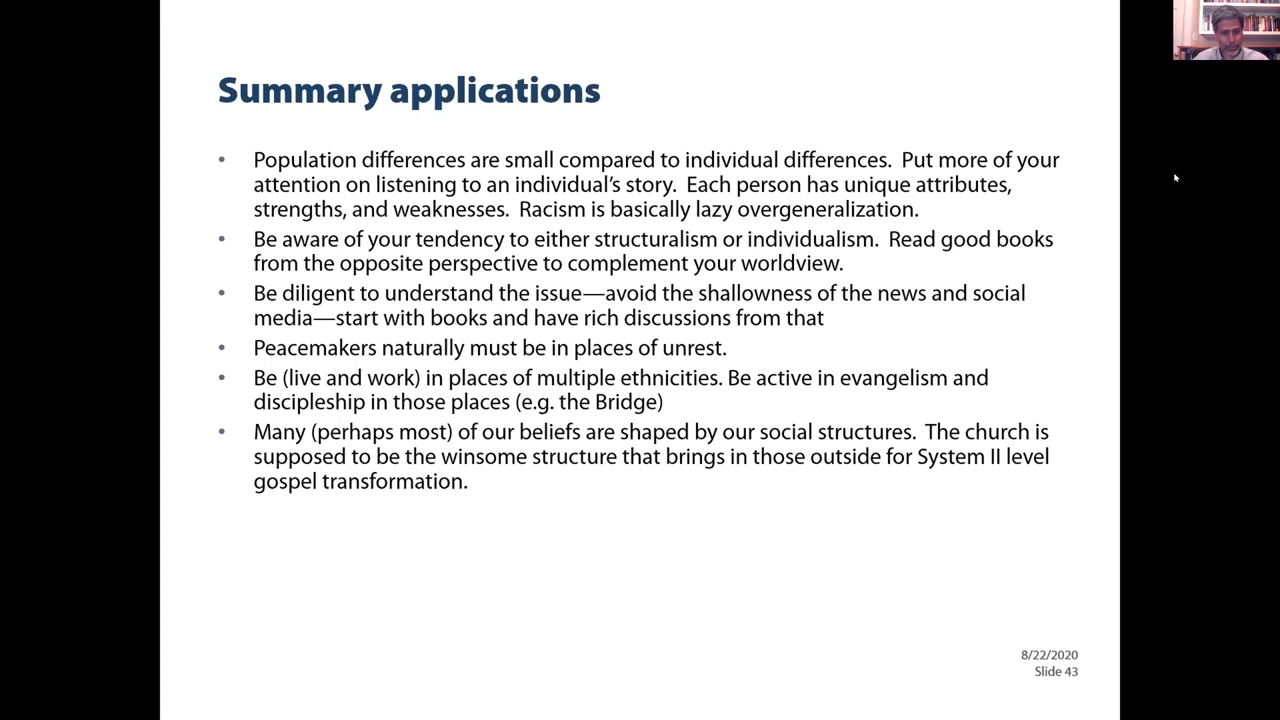 Summary applications
• Population differences are small compared to individual differences.  Put more of your
attention on listening to an individual’s story.  Each person has unique attributes,
strengths, and weaknesses.  Racism is basically lazy overgeneralization.
• Be aware of your tendency to either structuralism or individualism.  Read good books
from the opposite perspective to complement your worldview.
• Be diligent to understand the issue—avoid the shallowness of the news and social
media—start with books and have rich discussions from that
• Peacemakers naturally must be in places of unrest.
• Be (live and work) in places of multiple ethnicities. Be active in evangelism and
discipleship in those places (e.g. the Bridge)
• Many (perhaps most) of our beliefs are shaped by our social structures.  The church is
supposed to be the winsome structure that brings in those outside for System II level
gospel transformation.
8/22/2020
Slide 43